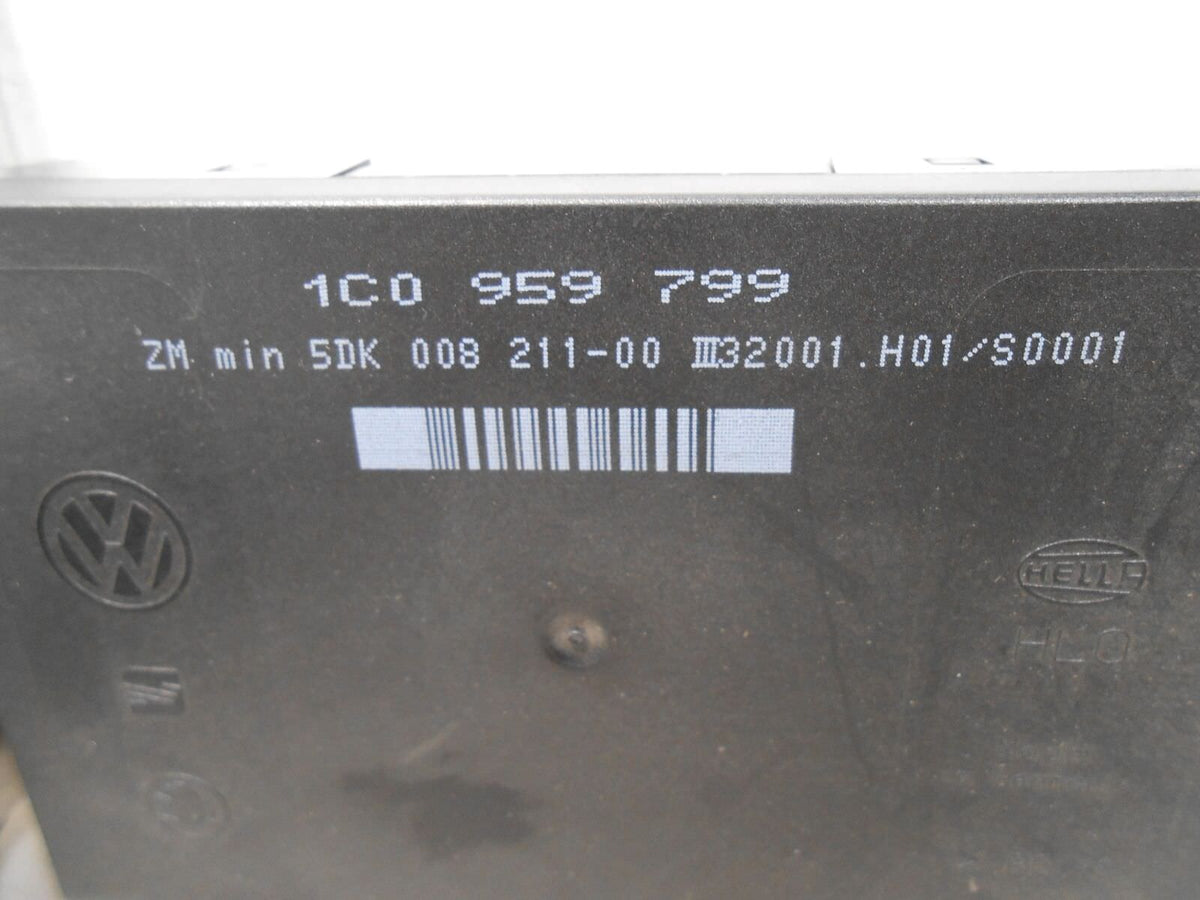 1C0 959 799
ZM min 5DK 008 211-00 III32001.H01/S0001
HELLA
HLO